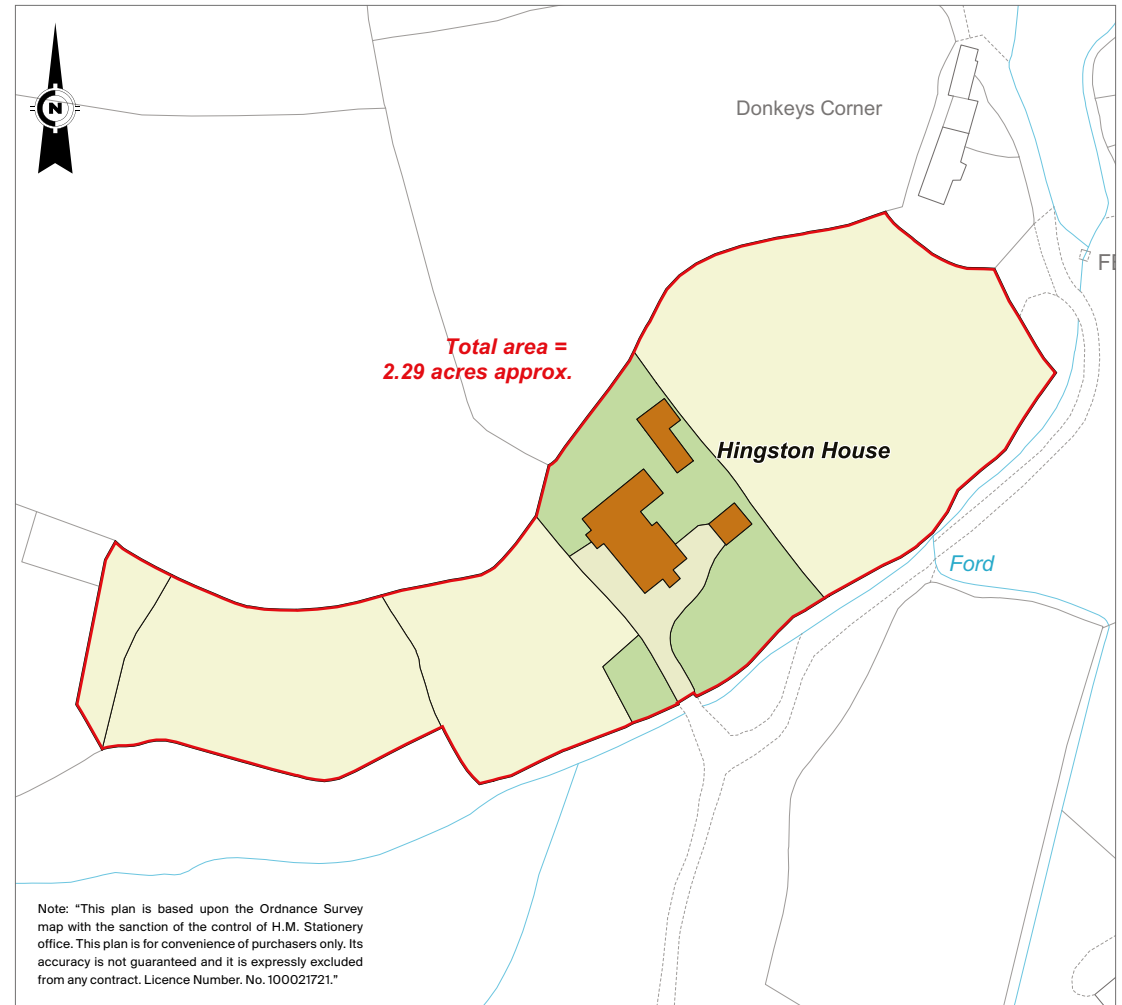 N
Donkeys Corner
FB
Total area =
2.29 acres approx.
Hingston House
Ford
Note: “This plan is based upon the Ordnance Survey
map with the sanction of the control of H.M. Stationery
office. This plan is for convenience of purchasers only. Its
accuracy is not guaranteed and it is expressly excluded
from any contract. Licence Number. No. 100021721.”